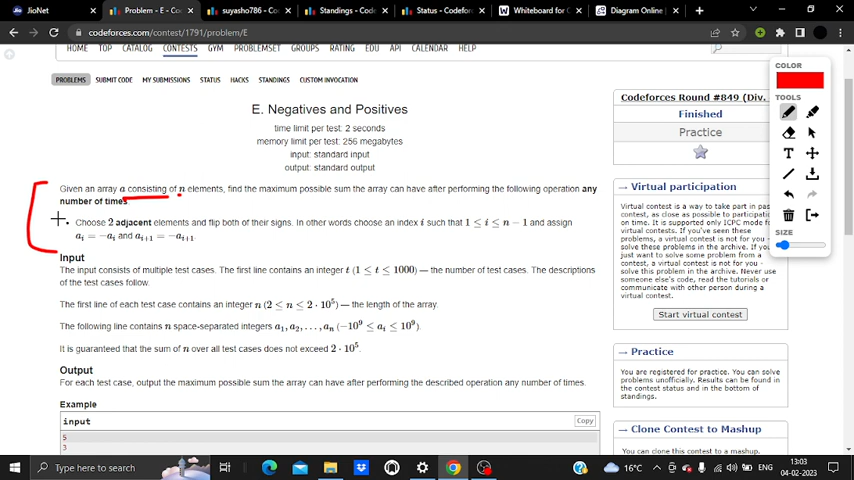 JioNet
Problem - E - Co
suyasho786 - Co
Standings - Code
Status - Codefor
Whiteboard for C
Diagram Online |
codeforces.com/contest/1791/problem/E
HOME TOP CATALOG CONTESTS GYM PROBLEMSET GROUPS RATING EDU API CALENDAR HELP
COLOR
TOOLS
SIZE
PROBLEMS SUBMIT CODE MY SUBMISSIONS STATUS HACKS STANDINGS CUSTOM INVOCATION
E. Negatives and Positives
time limit per test: 2 seconds
memory limit per test: 256 megabytes
input: standard input
output: standard output
Given an array a consisting of n elements, find the maximum possible sum the array can have after performing the following operation any
number of times
• Choose 2 adjacent elements and flip both of their signs. In other words choose an index i such that 1 ≤ i ≤ n − 1 and assign
aᵢ = −aᵢ and aᵢ₊₁ = −aᵢ₊₁.
Input
The input consists of multiple test cases. The first line contains an integer t (1 ≤ t ≤ 1000) — the number of test cases. The descriptions
of the test cases follow.
The first line of each test case contains an integer n (2 ≤ n ≤ 2 · 10⁵) — the length of the array.
The following line contains n space-separated integers a₁, a₂, . . . , aₙ (−10⁹ ≤ aᵢ ≤ 10⁹).
It is guaranteed that the sum of n over all test cases does not exceed 2 · 10⁵.
Output
For each test case, output the maximum possible sum the array can have after performing the described operation any number of times.
Example
input
Copy
5
3
Codeforces Round #849 (Div.
Finished
Practice
→ Virtual participation
Virtual contest is a way to take part in past
contest, as close as possible to participation
on time. It is supported only ICPC mode for
virtual contests. If you've seen these
problems, a virtual contest is not for you -
solve these problems in the archive. If you
just want to solve some problem from a
contest, a virtual contest is not for you -
solve this problem in the archive. Never use
someone else's code, read the tutorials or
communicate with other person during a
virtual contest.
Start virtual contest
→ Practice
You are registered for practice. You can solve
problems unofficially. Results can be found in
the contest status and in the bottom of
standings.
→ Clone Contest to Mashup
You can clone this contest to a mashup.
Type here to search
16°C
ENG
13:03
04-02-2023